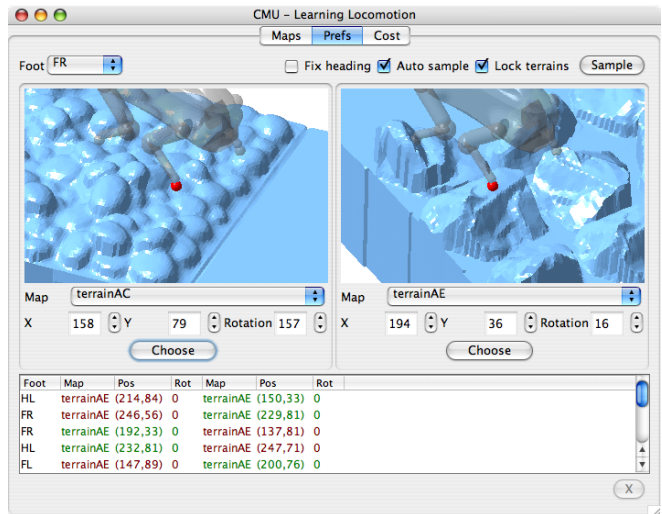 CMU – Learning Locomotion
Maps Prefs Cost
Foot FR Fix heading Auto sample Lock terrains Sample
Map terrainAC Map terrainAE
X 158 Y 79 Rotation 157 X 194 Y 36 Rotation 16
Choose Choose
Foot Map Pos Rot Map Pos Rot
HL terrainAE (214,84) 0 terrainAE (150,33) 0
FR terrainAE (246,56) 0 terrainAE (229,81) 0
FR terrainAE (192,33) 0 terrainAE (137,81) 0
HL terrainAE (232,81) 0 terrainAE (247,71) 0
FL terrainAE (147,89) 0 terrainAE (200,76) 0
X